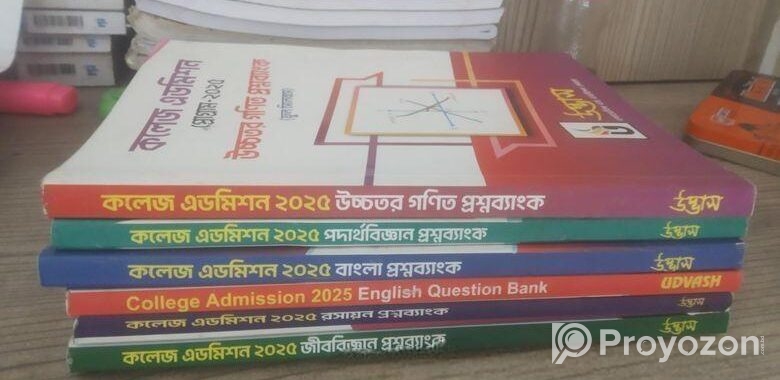 কলেজ এডমিশন
প্রোগ্রাম-২০২৫
উচ্চতর গণিত প্রশ্নব্যাংক
উদ্ভাস
কলেজ এডমিশন ২০২৫ উচ্চতর গণিত প্রশ্নব্যাংক উদ্ভাস
কলেজ এডমিশন ২০২৫ পদার্থবিজ্ঞান প্রশ্নব্যাংক উদ্ভাস
কলেজ এডমিশন ২০২৫ বাংলা প্রশ্নব্যাংক উদ্ভাস
College Admission 2025 English Question Bank UDVASH
কলেজ এডমিশন ২০২৫ রসায়ন প্রশ্নব্যাংক উদ্ভাস
কলেজ এডমিশন ২০২৫ জীববিজ্ঞান প্রশ্নব্যাংক উদ্ভাস
Proyozon